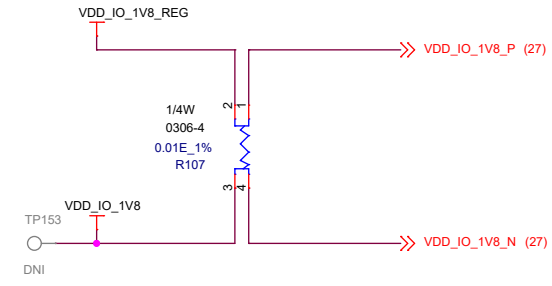 VDD_IO_1V8_REG
VDD_IO_1V8_P (27)
2 1
1/4W
0306-4
0.01E_1%
R107
3 4
VDD_IO_1V8
TP153
VDD_IO_1V8_N (27)
DNI